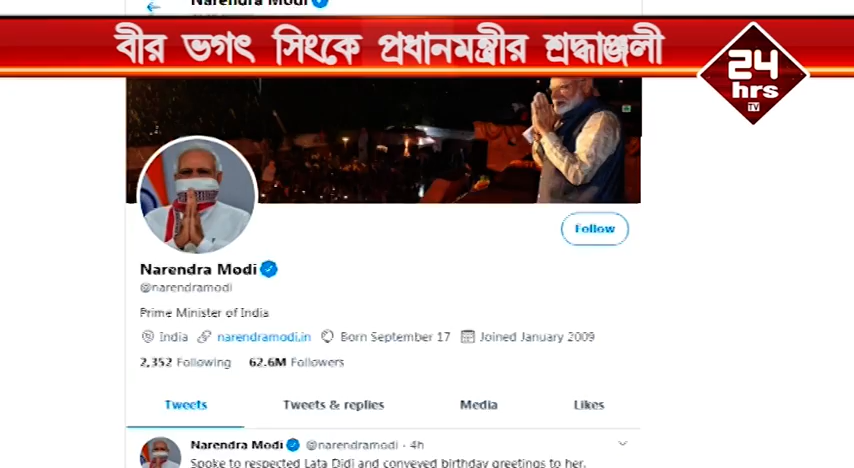 Narendra Modi
বীর ভগৎ সিংকে প্রধানমন্ত্রীর শ্রদ্ধাঞ্জলী
24
hrs
TV
Follow
Narendra Modi
@narendramodi
Prime Minister of India
India narendramodi.in Born September 17 Joined January 2009
2,352 Following 62.6M Followers
Tweets Tweets & replies Media Likes
Narendra Modi @narendramodi · 4h
Spoke to respected Lata Didi and conveyed birthday greetings to her.